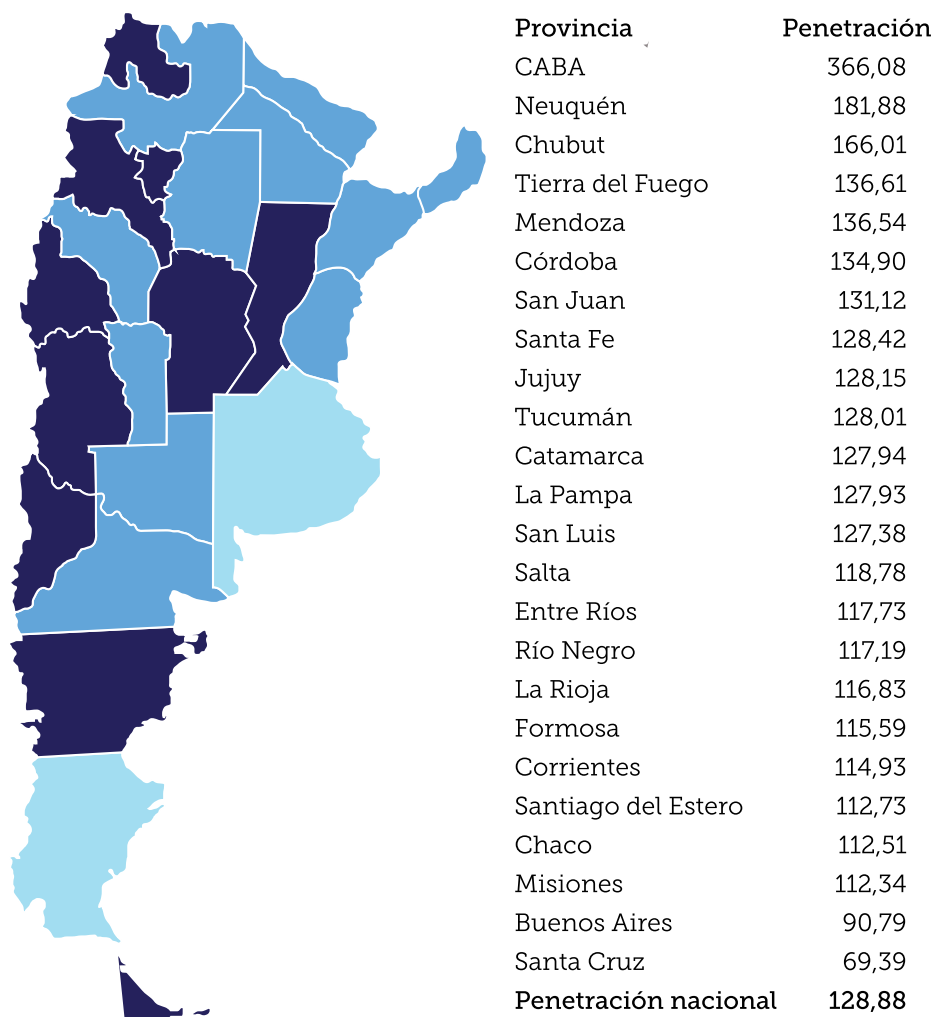 Provincia Penetración
CABA 366,08
Neuquén 181,88
Chubut 166,01
Tierra del Fuego 136,61
Mendoza 136,54
Córdoba 134,90
San Juan 131,12
Santa Fe 128,42
Jujuy 128,15
Tucumán 128,01
Catamarca 127,94
La Pampa 127,93
San Luis 127,38
Salta 118,78
Entre Ríos 117,73
Río Negro 117,19
La Rioja 116,83
Formosa 115,59
Corrientes 114,93
Santiago del Estero 112,73
Chaco 112,51
Misiones 112,34
Buenos Aires 90,79
Santa Cruz 69,39
Penetración nacional 128,88